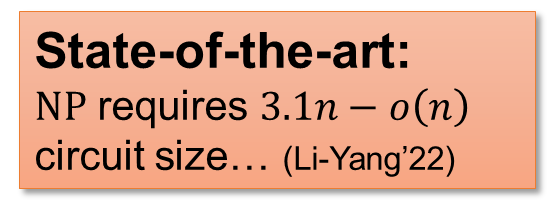 State-of-the-art:
NP requires 3.1𝑛 − 𝑜(𝑛)
circuit size… (Li-Yang’22)